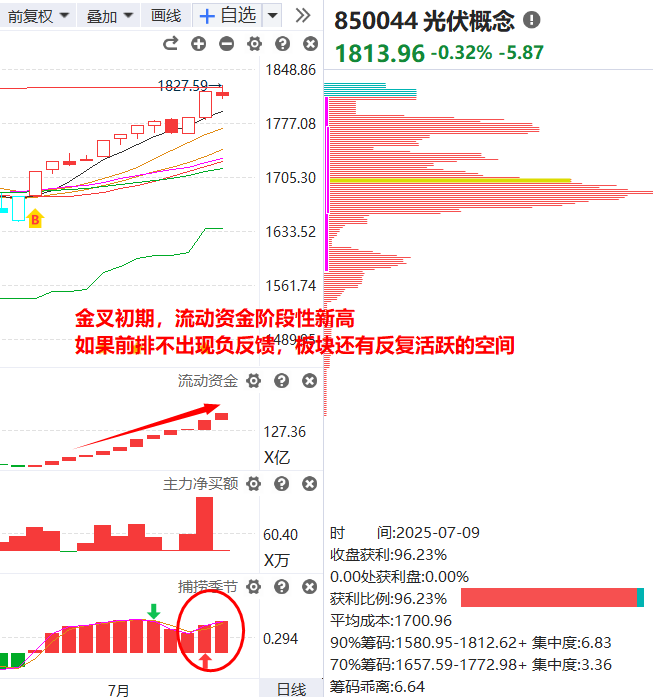 前复权 叠加 画线 + 自选
850044 光伏概念
1813.96 -0.32% -5.87
1848.86
1827.59→
1777.08
1705.30
B
1633.52
1561.74
金叉初期，流动资金阶段性新高
1489.95
如果前排不出现负反馈，板块还有反复活跃的空间
流动资金
127.36
X亿
主力净买额
60.40
X万
捕捞季节
0.294
7月
日线
时 间:2025-07-09
收盘获利:96.23%
0.00处获利盘:0.00%
获利比例:96.23%
平均成本:1700.96
90%筹码:1580.95-1812.62+ 集中度:6.83
70%筹码:1657.59-1772.98+ 集中度:3.36
筹码乖离:6.64